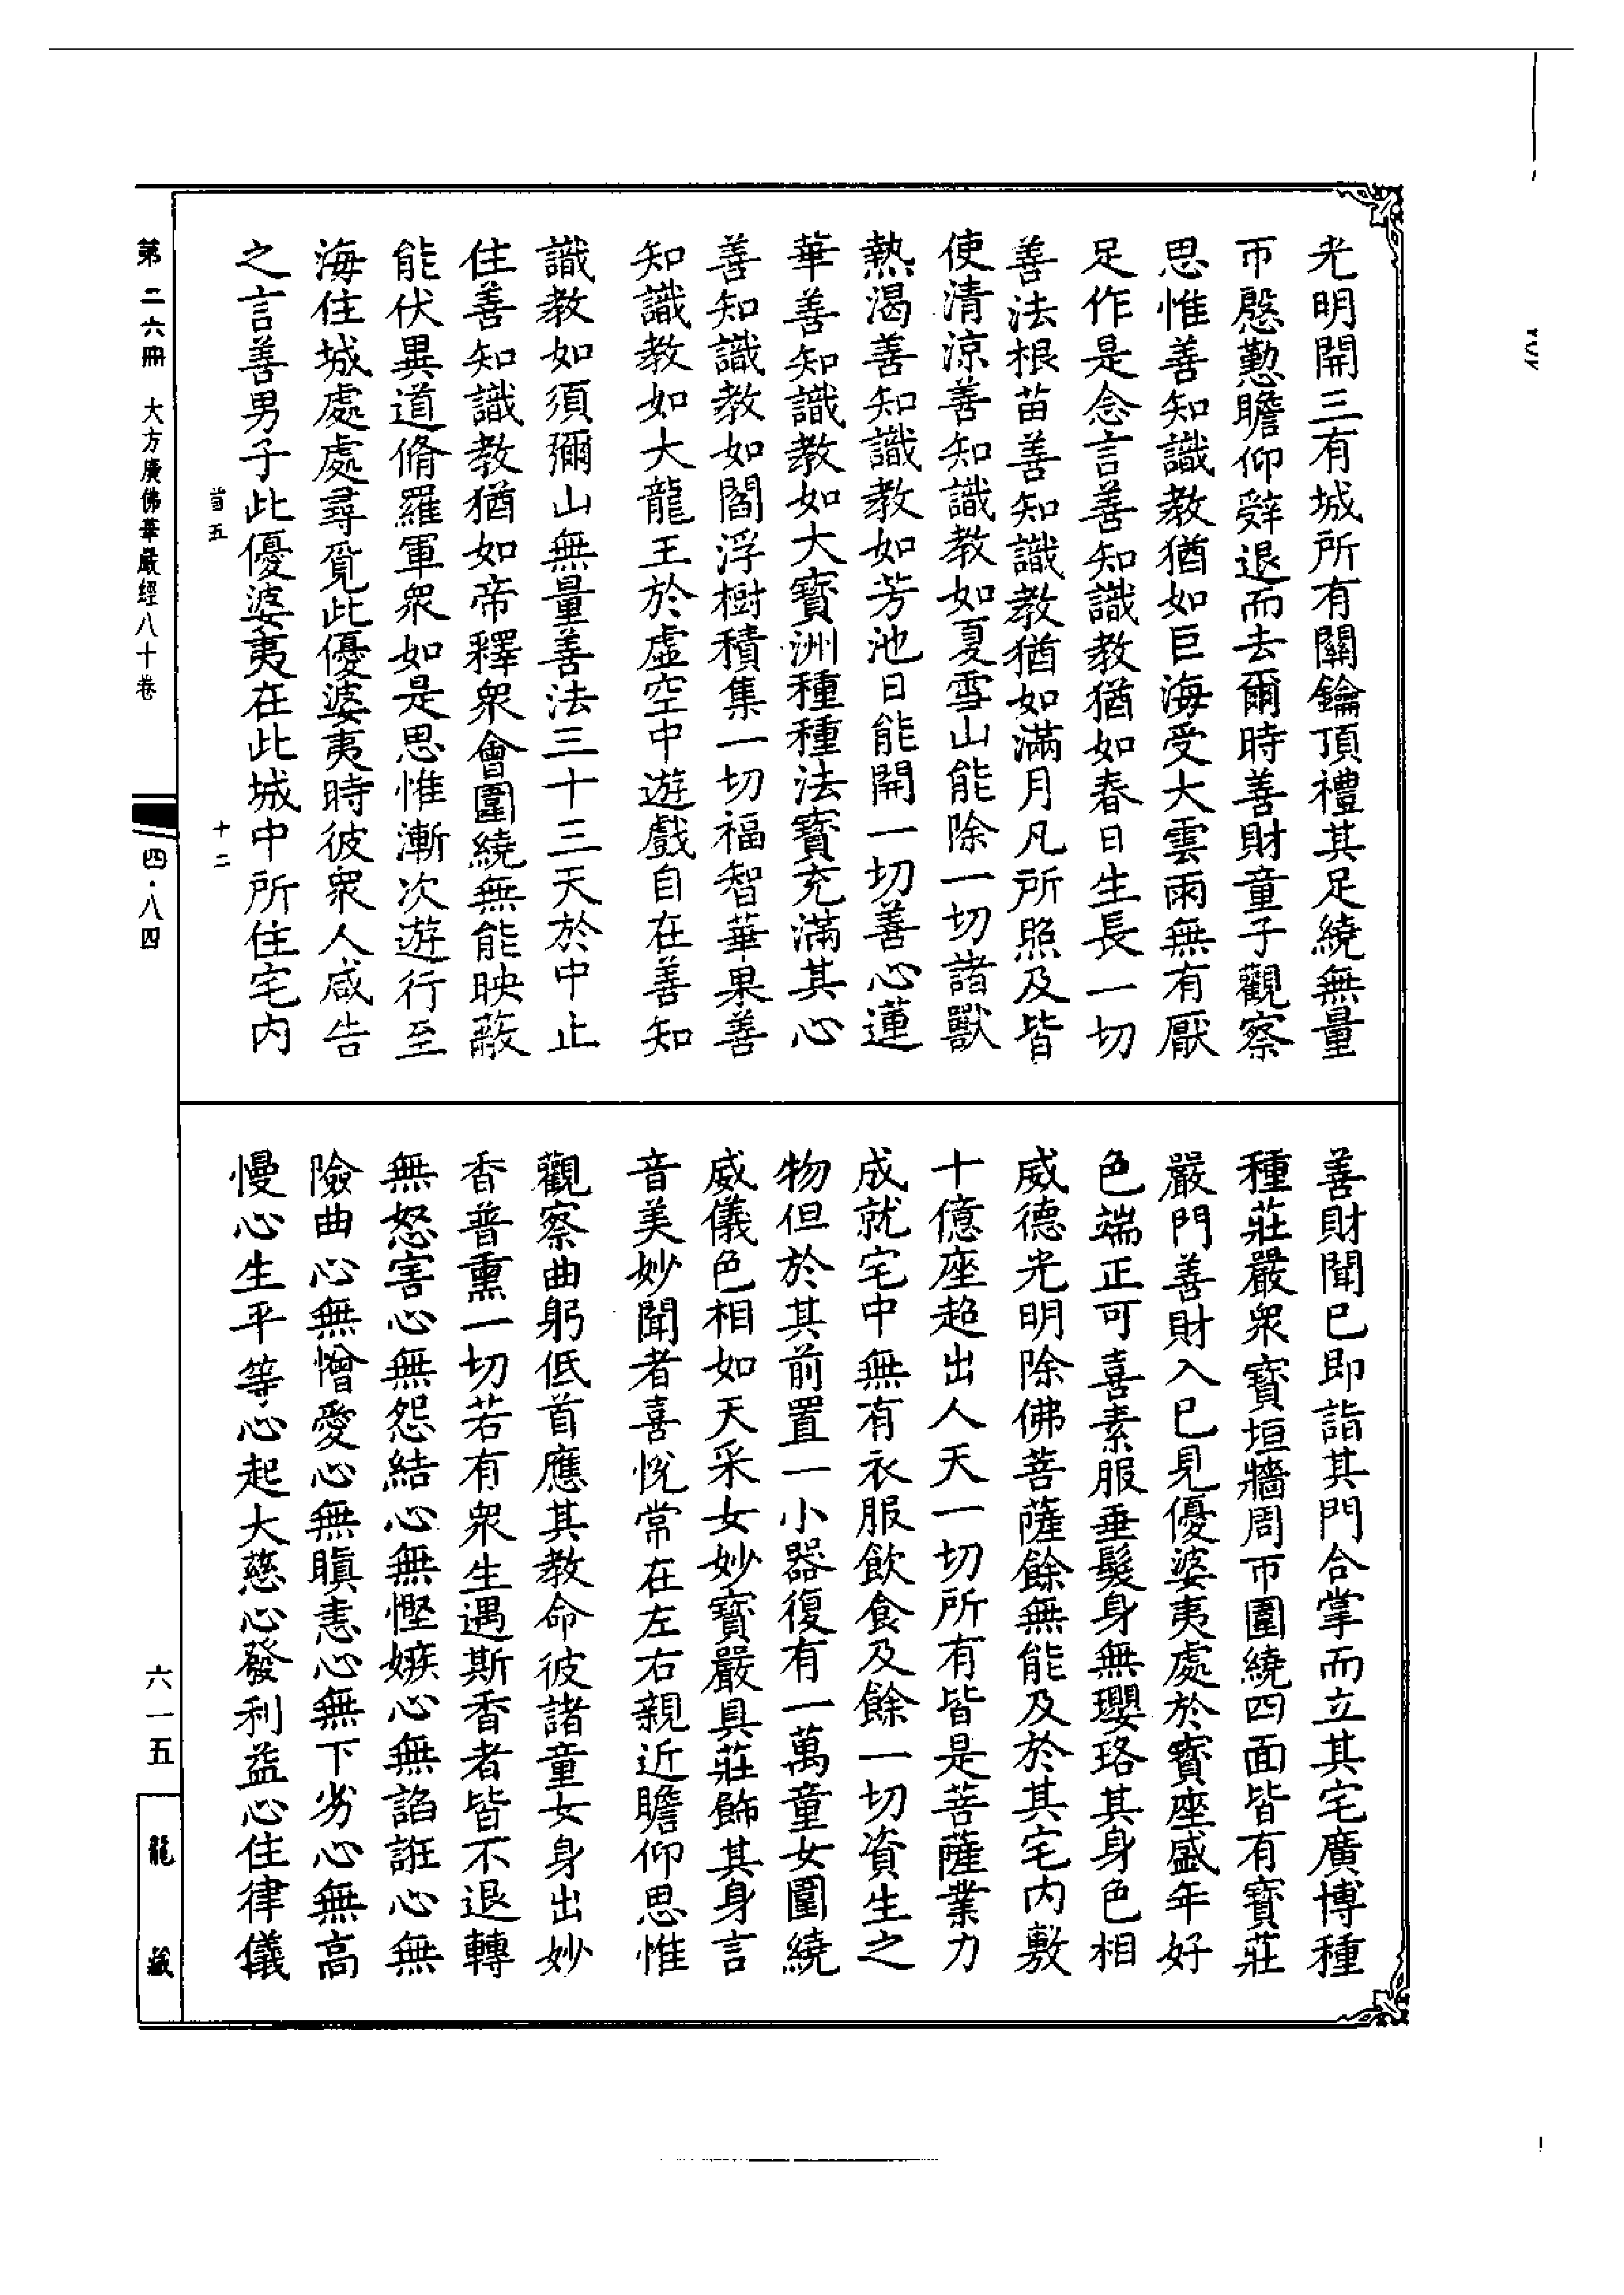 光明開三有城所有關鑰頂禮其足繞無量
帀慇懃瞻仰辤退而去爾時善財童子觀察
思惟善知識教猶如巨海受大雲雨無有厭
足作是念言善知識教猶如春日生長一切
善法根苗善知識教猶如滿月凡所照及皆
使清涼善知識教如夏雪山能除一切諸獸
熱渴善知識教如芳池日能開一切善心蓮
華善知識教如大寶洲種種法寶充滿其心
善知識教如閻浮樹積集一切福智華果善
知識教如大龍王於虛空中遊戲自在善知
識教如須彌山無量善法三十三天於中止
住善知識教猶如帝釋眾會圍繞無能映蔽
能伏異道脩羅軍眾如是思惟漸次遊行至
海住城處處尋覓此優婆夷時彼眾人咸告
之言善男子此優婆夷在此城中所住宅內
首五 十二
善財聞已即詣其門合掌而立其宅廣博種
種莊嚴眾寶垣牆周帀圍繞四面皆有寶莊
嚴門善財入已見優婆夷處於寶座盛年好
色端正可喜素服垂髮身無瓔珞其身色相
威德光明除佛菩薩餘無能及於其宅內敷
十億座超出人天一切所有皆是菩薩業力
成就宅中無有衣服飲食及餘一切資生之
物但於其前置一小器復有一萬童女圍繞
威儀色相如天采女妙寶嚴具莊飾其身言
音美妙聞者喜悅常在左右親近瞻仰思惟
觀察曲躬低首應其教命彼諸童女身出妙
香普熏一切若有眾生遇斯香者皆不退轉
無怒害心無怨結心無慳嫉心無諂誑心無
險曲心無憎愛心無瞋恚心無下劣心無高
慢心生平等心起大慈心發利益心住律儀
第二六冊 大方廣佛華嚴經八十卷
四·八四
六一五
龍藏